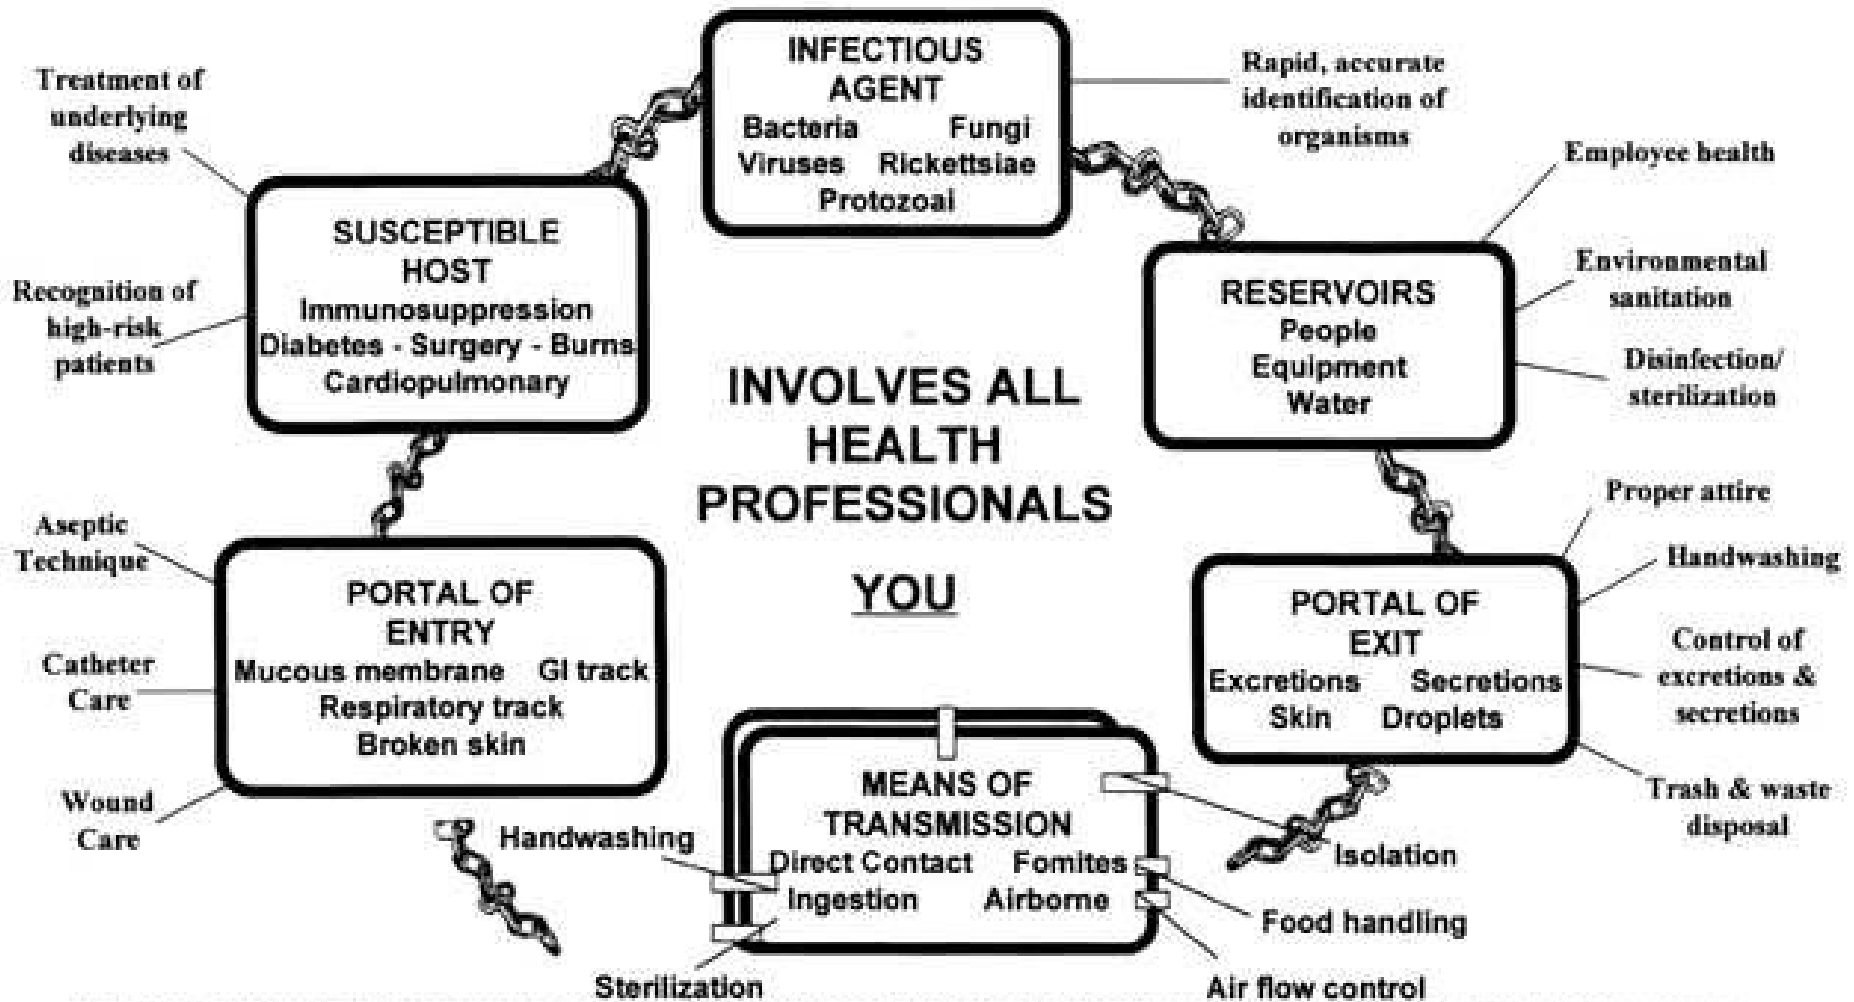 INFECTIOUS
AGENT
Bacteria Fungi
Viruses Rickettsiae
Protozoai
Rapid, accurate
identification of
organisms
Treatment of
underlying
diseases
SUSCEPTIBLE
HOST
Immunosuppression
Diabetes - Surgery - Burns
Cardiopulmonary
Recognition of
high-risk
patients
Employee health
Environmental
sanitation
Disinfection/
sterilization
RESERVOIRS
People
Equipment
Water
INVOLVES ALL
HEALTH
PROFESSIONALS
YOU
Aseptic
Technique
Catheter
Care
Wound
Care
PORTAL OF
ENTRY
Mucous membrane GI track
Respiratory track
Broken skin
Proper attire
Handwashing
Control of
excretions &
secretions
Trash & waste
disposal
PORTAL OF
EXIT
Excretions Secretions
Skin Droplets
MEANS OF
TRANSMISSION
Direct Contact Fomites
Ingestion Airborne
Handwashing
Sterilization
Isolation
Food handling
Air flow control